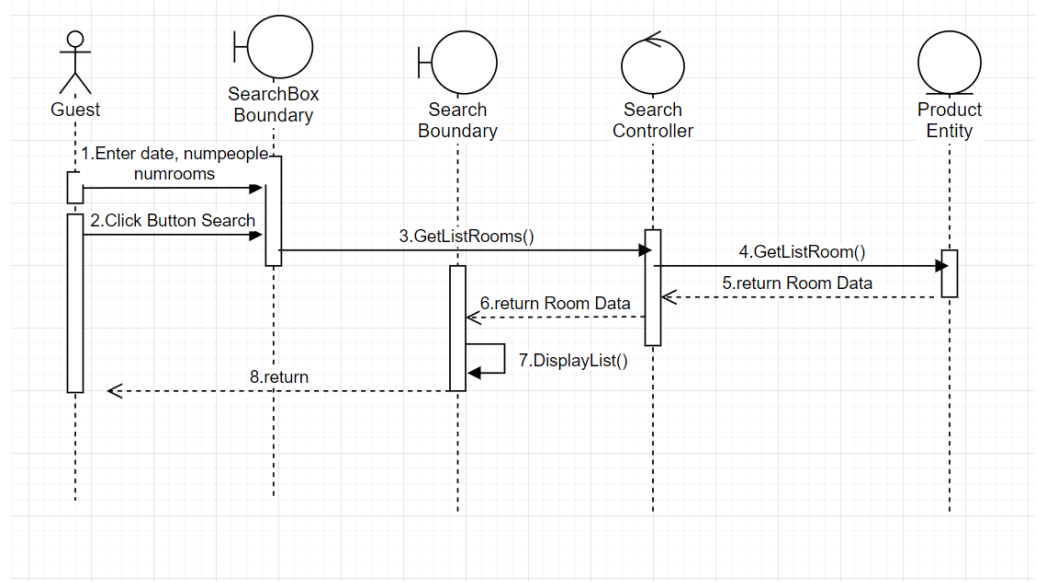 Guest
SearchBox
Boundary
Search
Boundary
Search
Controller
Product
Entity
1.Enter date, numpeople
numrooms
2.Click Button Search
3.GetListRooms()
4.GetListRoom()
5.return Room Data
6.return Room Data
7.DisplayList()
8.return